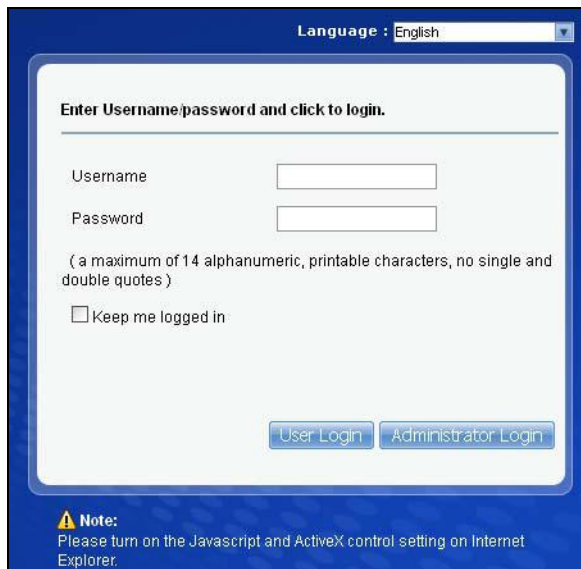 Language : English
Enter Username/password and click to login.
Username
Password
( a maximum of 14 alphanumeric, printable characters, no single and
double quotes )
Keep me logged in
User Login Administrator Login
Note:
Please turn on the Javascript and ActiveX control setting on Internet
Explorer.